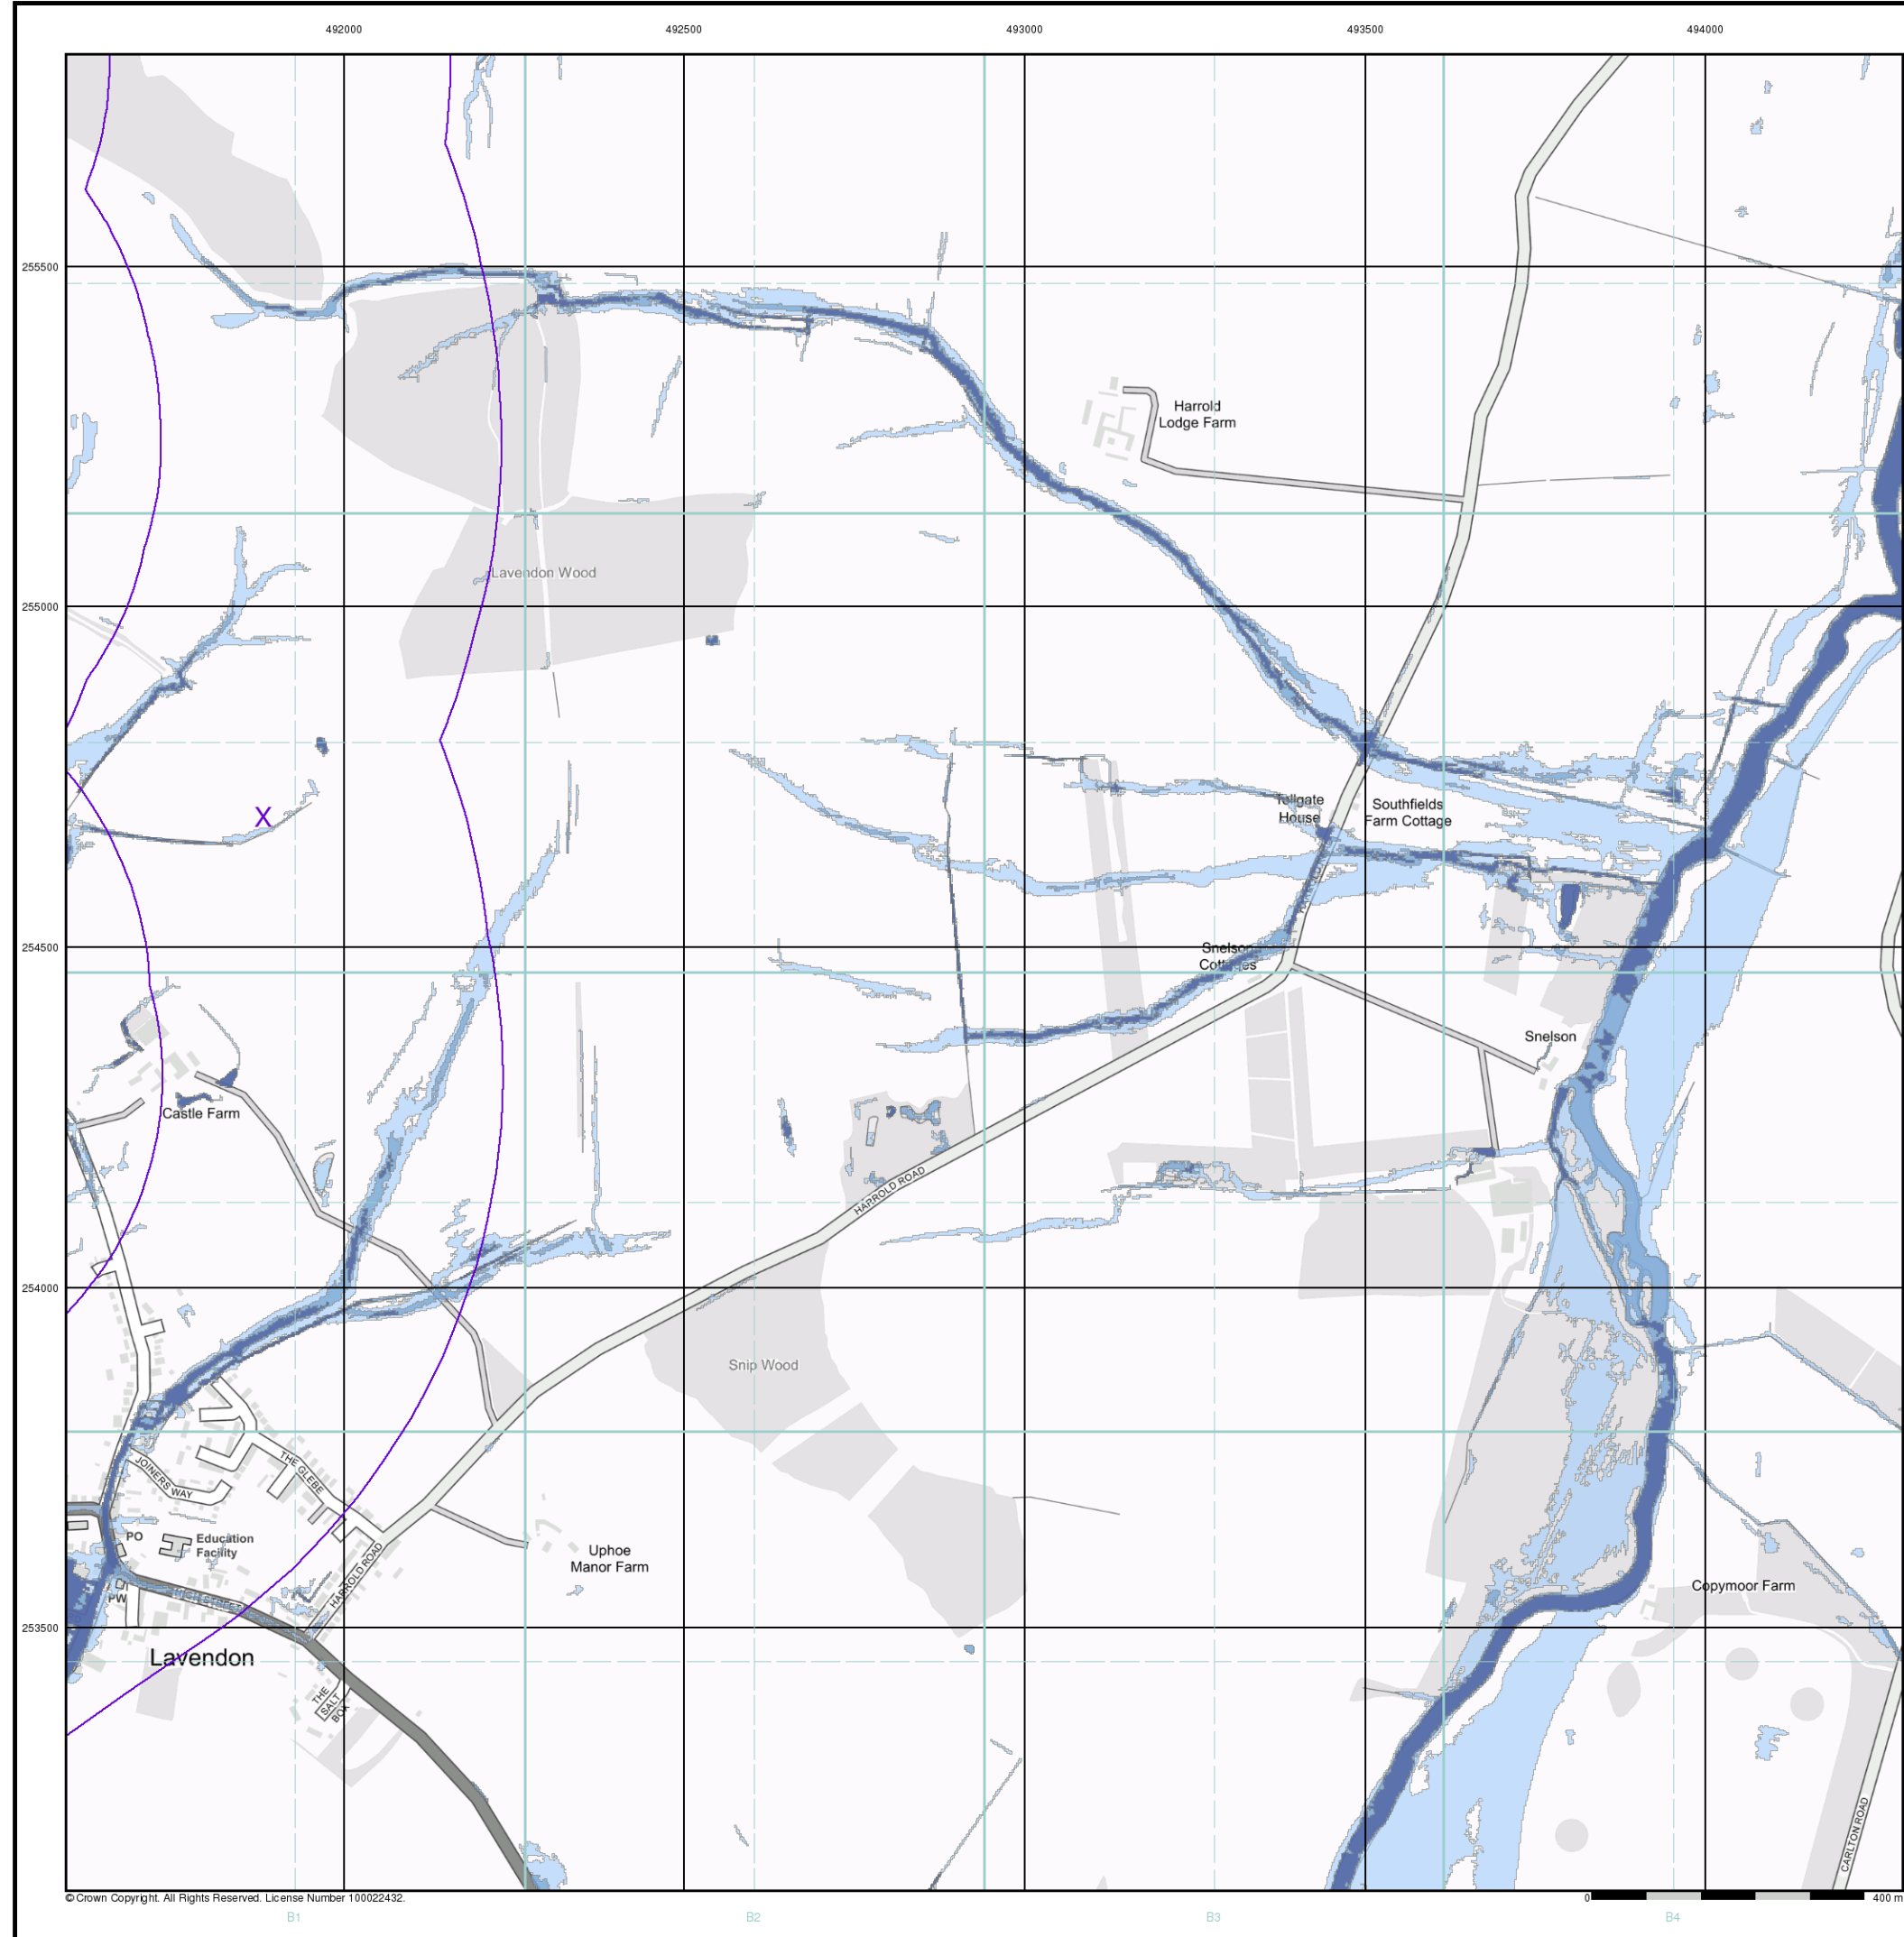 492000 492500 493000 493500 494000
255500
Harrold
Lodge Farm
Lavendon Wood
255000
X
Tollgate
House
Southfields
Farm Cottage
254500
Snelson
Cottages
Snelson
Castle Farm
HARROLD ROAD
254000
Snip Wood
JOINERS WAY
THE GLEBE
PO
Education
Facility
HARROLD ROAD
Uphoe
Manor Farm
PW
HIGH STREET
Copymoor Farm
253500
Lavendon
THE
SALT
BOX
CARLTON ROAD
© Crown Copyright. All Rights Reserved. License Number 100022432.
0 400 m
B1 B2 B3 B4